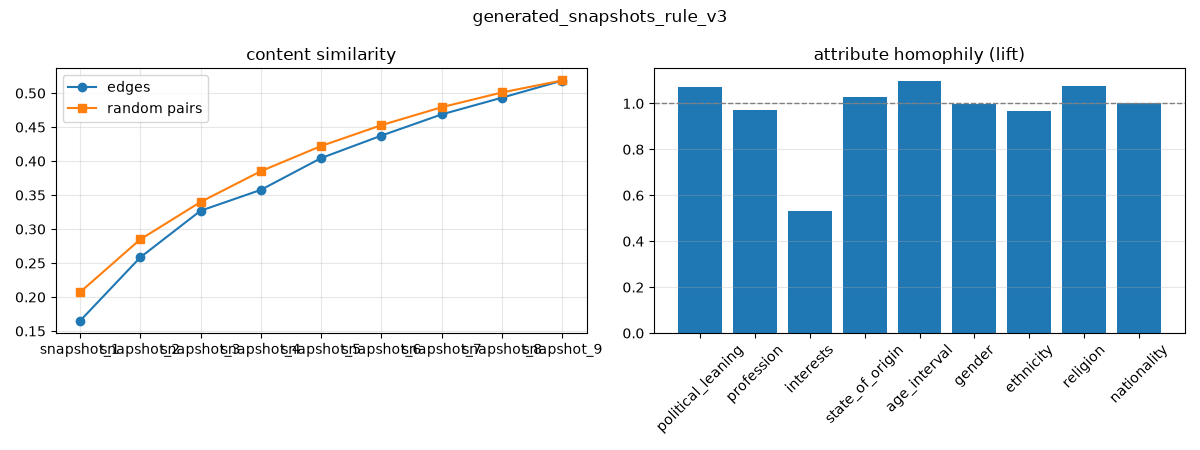 generated_snapshots_rule_v3
content similarity
edges
random pairs
0.50
0.45
0.40
0.35
0.30
0.25
0.20
0.15
snapshot_1 snapshot_2 snapshot_3 snapshot_4 snapshot_5 snapshot_6 snapshot_7 snapshot_8 snapshot_9
attribute homophily (lift)
1.0
0.8
0.6
0.4
0.2
0.0
political_leaning
profession
interests
state_of_origin
age_interval
gender
ethnicity
religion
nationality